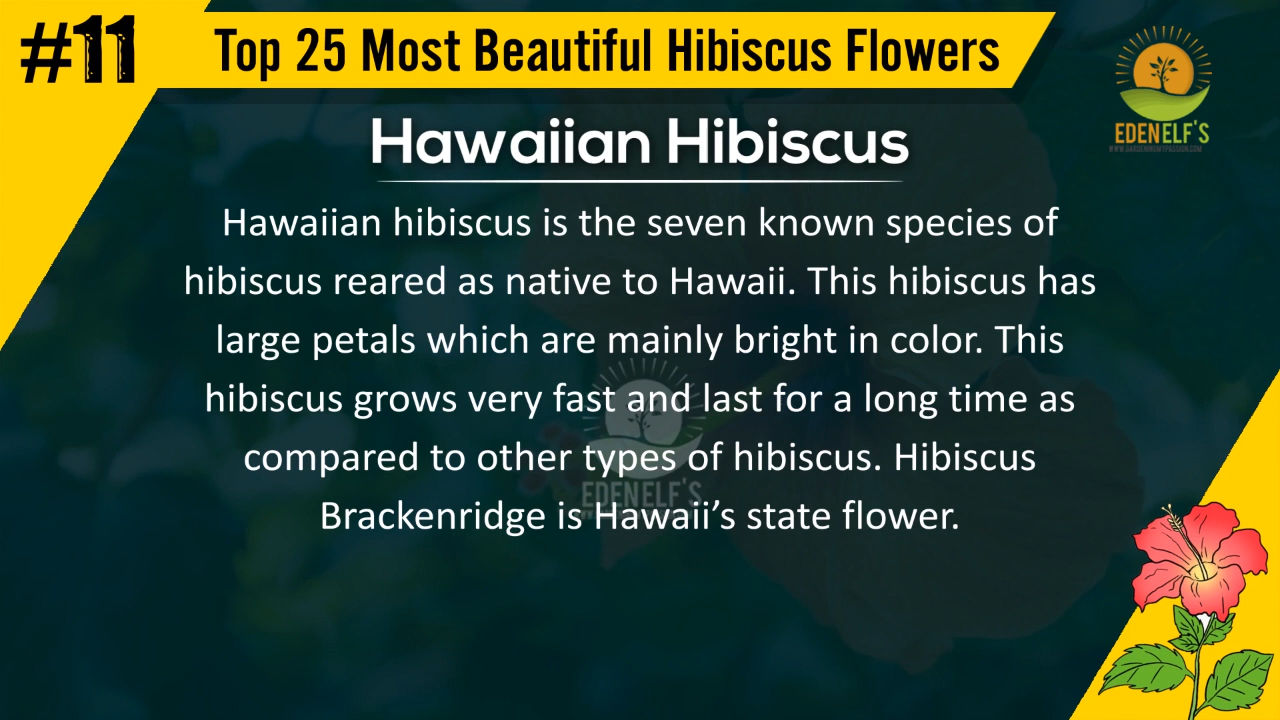 #11
Top 25 Most Beautiful Hibiscus Flowers
EDENELF'S
Hawaiian Hibiscus
Hawaiian hibiscus is the seven known species of
hibiscus reared as native to Hawaii. This hibiscus has
large petals which are mainly bright in color. This
hibiscus grows very fast and last for a long time as
compared to other types of hibiscus. Hibiscus
Brackenridge is Hawaii’s state flower.
EDENELF'S